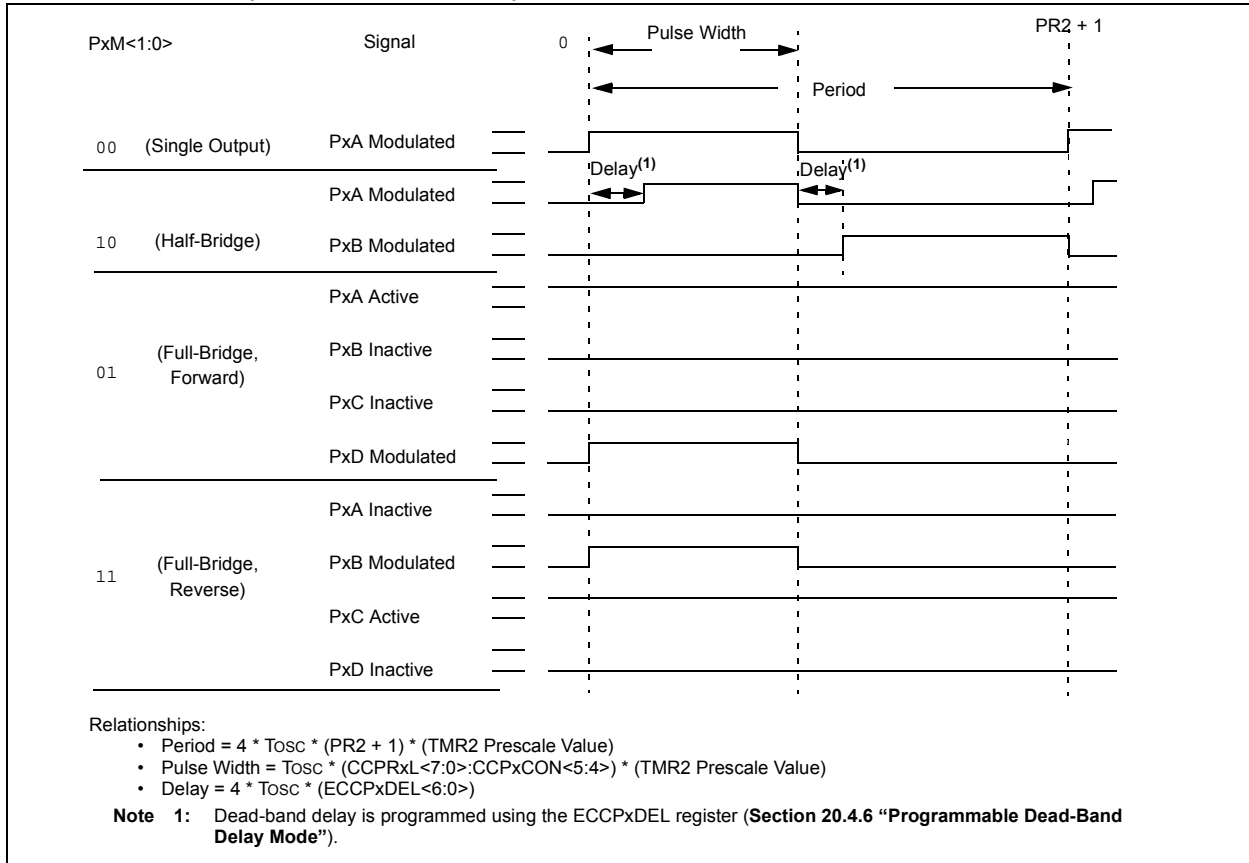 PxM<1:0>
Signal
0
Pulse Width
PR2 + 1
Period
00 (Single Output) PxA Modulated
Delay(1) Delay(1)
PxA Modulated
10 (Half-Bridge) PxB Modulated
PxA Active
PxB Inactive
01 (Full-Bridge, Forward)
PxC Inactive
PxD Modulated
PxA Inactive
PxB Modulated
11 (Full-Bridge, Reverse)
PxC Active
PxD Inactive
Relationships:
• Period = 4 * TOSC * (PR2 + 1) * (TMR2 Prescale Value)
• Pulse Width = TOSC * (CCPRxL<7:0>:CCPxCON<5:4>) * (TMR2 Prescale Value)
• Delay = 4 * TOSC * (ECCPxDEL<6:0>)
Note 1: Dead-band delay is programmed using the ECCPxDEL register (Section 20.4.6 “Programmable Dead-Band
Delay Mode”).